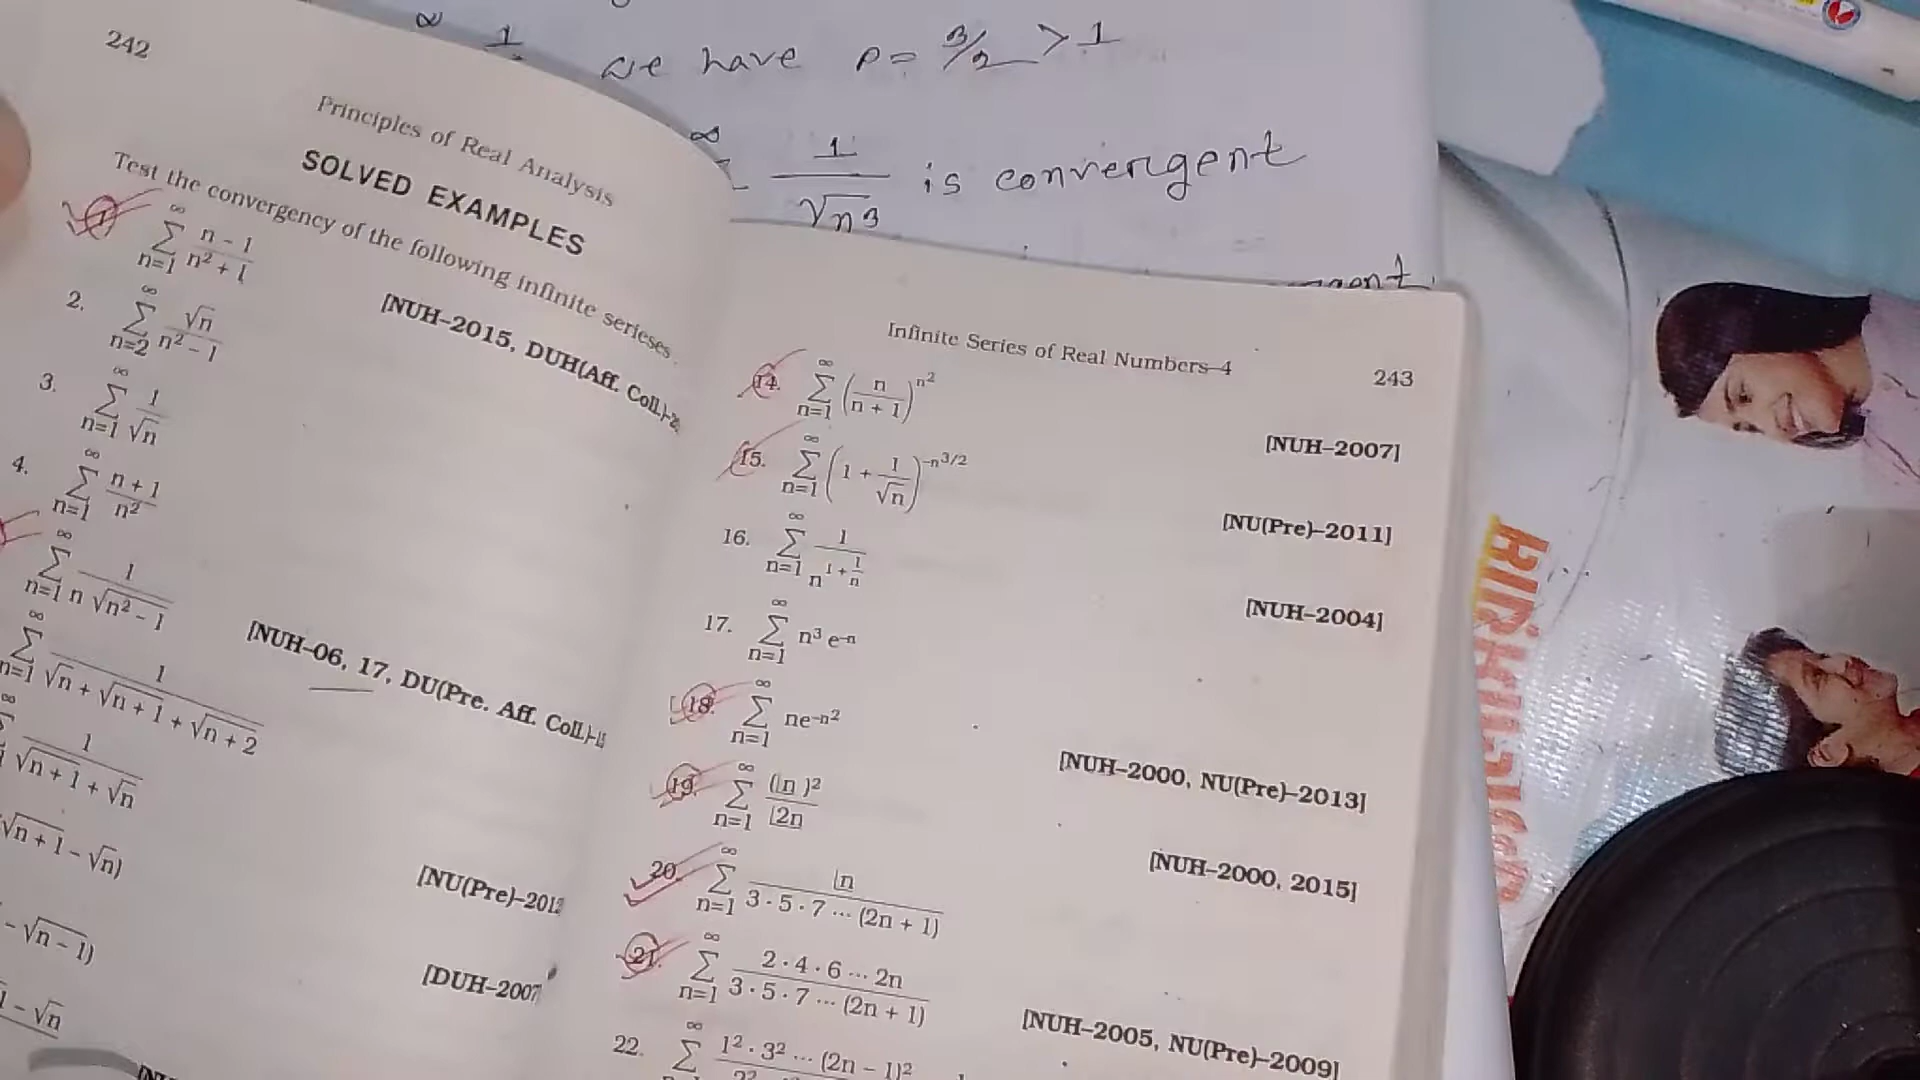 ∞ 1 we have p = 3/2 > 1
∞ 1/√n³ is convergent
242
Principles of Real Analysis
SOLVED EXAMPLES
Test the convergency of the following infinite serieses.
1. ∞ ∑ n=1 (n - 1)/(n² + 1)
[NUH–2015, DUH(Aff. Coll.)–
2. ∞ ∑ n=2 √n/(n² - 1)
3. ∞ ∑ n=1 1/√n
4. ∞ ∑ n=1 (n + 1)/n²
∞ ∑ n=1 1/(n √(n² - 1))
[NUH–06, 17, DU(Pre. Aff. Coll.)–
∞ ∑ n=1 1/(√n + √(n + 1) + √(n + 2))
∞ 1/(√(n + 1) + √n)
√(n + 1) - √n)
[NU(Pre)–201
- √(n - 1))
[DUH–2007
1 - √n
Infinite Series of Real Numbers–4
243
14. ∞ ∑ n=1 (n/(n + 1))^n²
[NUH–2007]
15. ∞ ∑ n=1 (1 + 1/√n)^-n^3/2
[NU(Pre)–2011]
16. ∞ ∑ n=1 1/n^(1 + 1/n)
[NUH–2004]
17. ∞ ∑ n=1 n³ e⁻ⁿ
18. ∞ ∑ n=1 ne^-n²
[NUH–2000, NU(Pre)–2013]
19. ∞ ∑ n=1 (⌊n )²/⌊2n
[NUH–2000, 2015]
20. ∞ ∑ n=1 ⌊n/(3 · 5 · 7 ··· (2n + 1))
21. ∞ ∑ n=1 (2 · 4 · 6 ··· 2n)/(3 · 5 · 7 ··· (2n + 1))
[NUH–2005, NU(Pre)–2009]
22. ∞ ∑ 1² · 3² ··· (2n – 1)²